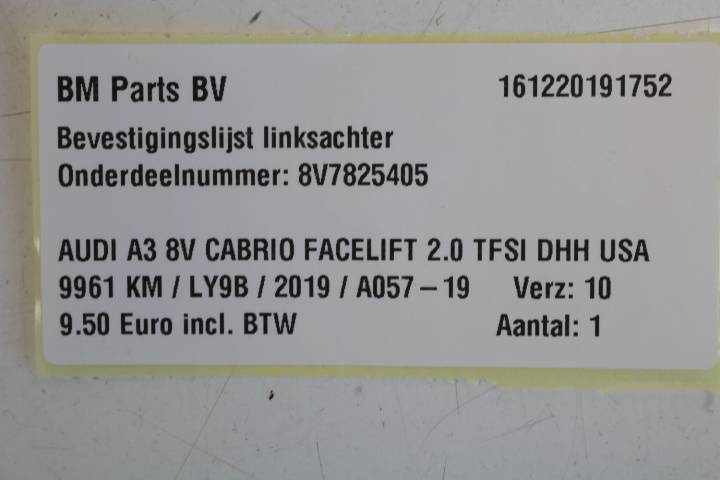 BM Parts BV 161220191752
Bevestigingslijst linksachter
Onderdeelnummer: 8V7825405
AUDI A3 8V CABRIO FACELIFT 2.0 TFSI DHH USA
9961 KM / LY9B / 2019 / A057-19 Verz: 10
9.50 Euro incl. BTW Aantal: 1